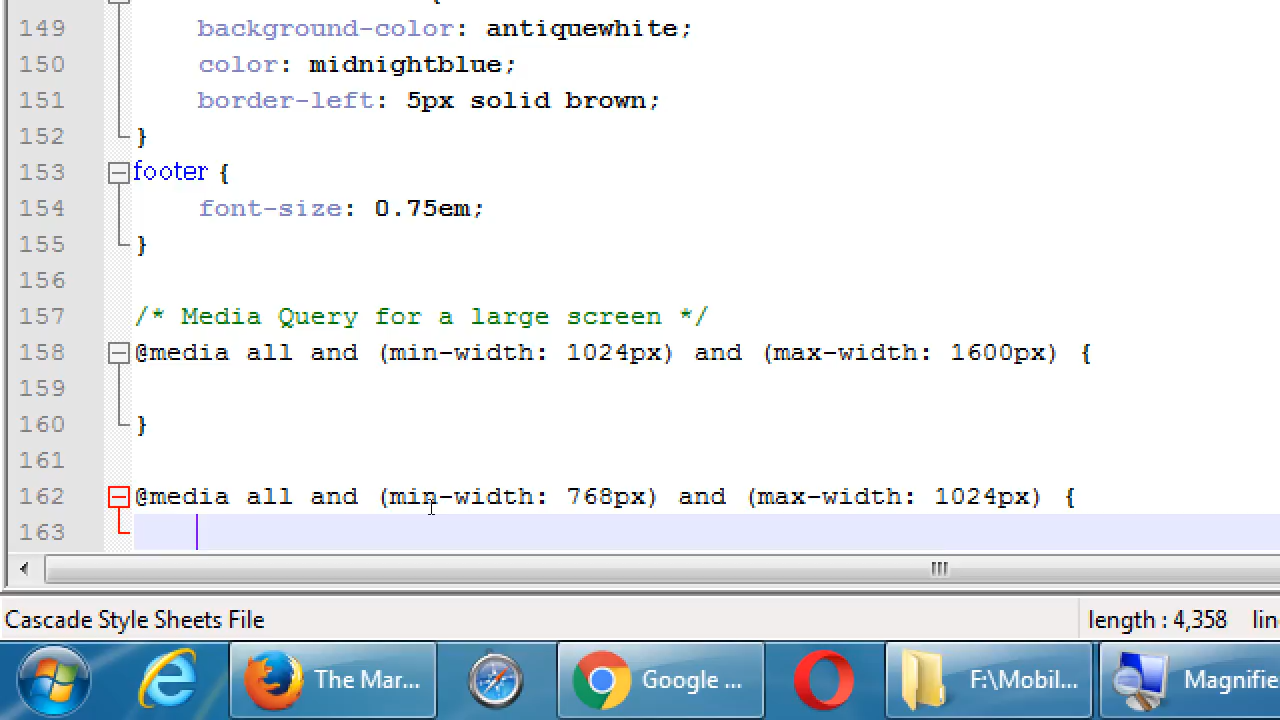 149 background-color: antiquewhite;
150 color: midnightblue;
151 border-left: 5px solid brown;
152 }
153 footer {
154 font-size: 0.75em;
155 }
156
157 /* Media Query for a large screen */
158 @media all and (min-width: 1024px) and (max-width: 1600px) {
159
160 }
161
162 @media all and (min-width: 768px) and (max-width: 1024px) {
163
Cascade Style Sheets File length : 4,358 lin
The Mar... Google ... F:\Mobil... Magnifie